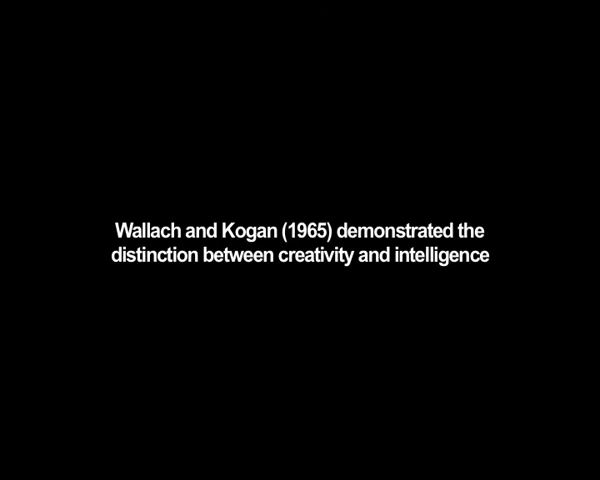 Wallach and Kogan (1965) demonstrated the
distinction between creativity and intelligence